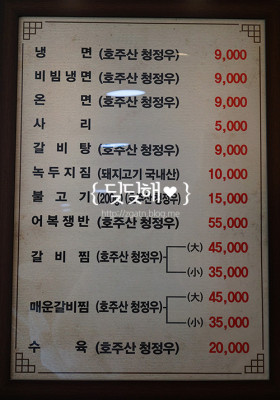 냉 면 (호주산 청정우) 9,000
비빔냉면 (호주산 청정우) 9,000
온 면 (호주산 청정우) 9,000
사 리 5,000
갈 비 탕 (호주산 청정우) 9,000
녹두지짐 (돼지고기 국내산) 10,000
{ 딩딩해♥ }
불 고 기 (200g 호주산 청정우) 15,000
http://zoatn.blog.me
어복쟁반 (호주산 청정우) 55,000
갈 비 찜 (호주산 청정우) (大) 45,000
(小) 35,000
매운갈비찜 (호주산 청정우) (大) 45,000
(小) 35,000
수 육 (호주산 청정우) 20,000